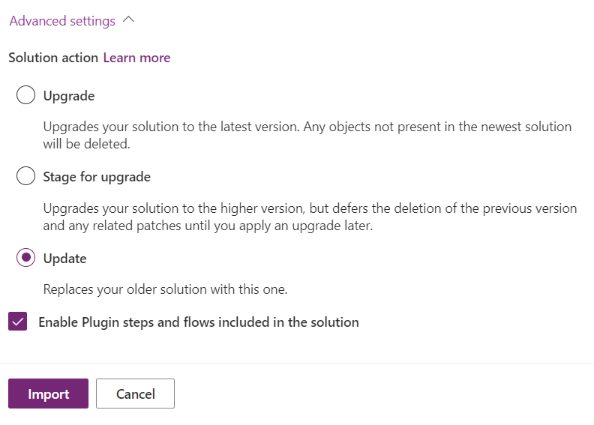 Advanced settings
Solution action Learn more
Upgrade
Upgrades your solution to the latest version. Any objects not present in the newest solution
will be deleted.
Stage for upgrade
Upgrades your solution to the higher version, but defers the deletion of the previous version
and any related patches until you apply an upgrade later.
Update
Replaces your older solution with this one.
Enable Plugin steps and flows included in the solution
Import Cancel